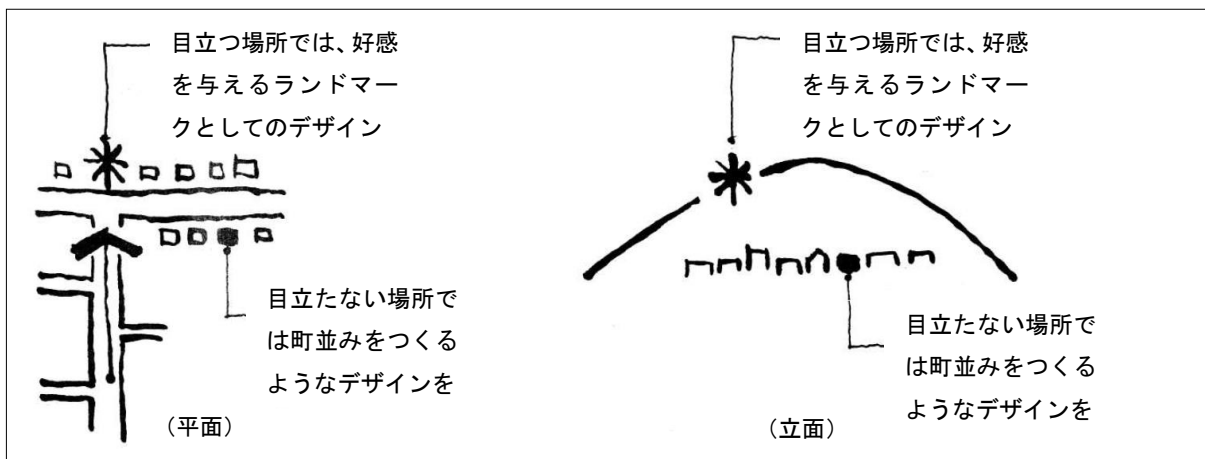 目立つ場所では、好感
を与えるランドマー
クとしてのデザイン
目立たない場所で
は町並みをつくる
ようなデザインを
（平面）
目立つ場所では、好感
を与えるランドマー
クとしてのデザイン
目立たない場所で
は町並みをつくる
ようなデザインを
（立面）